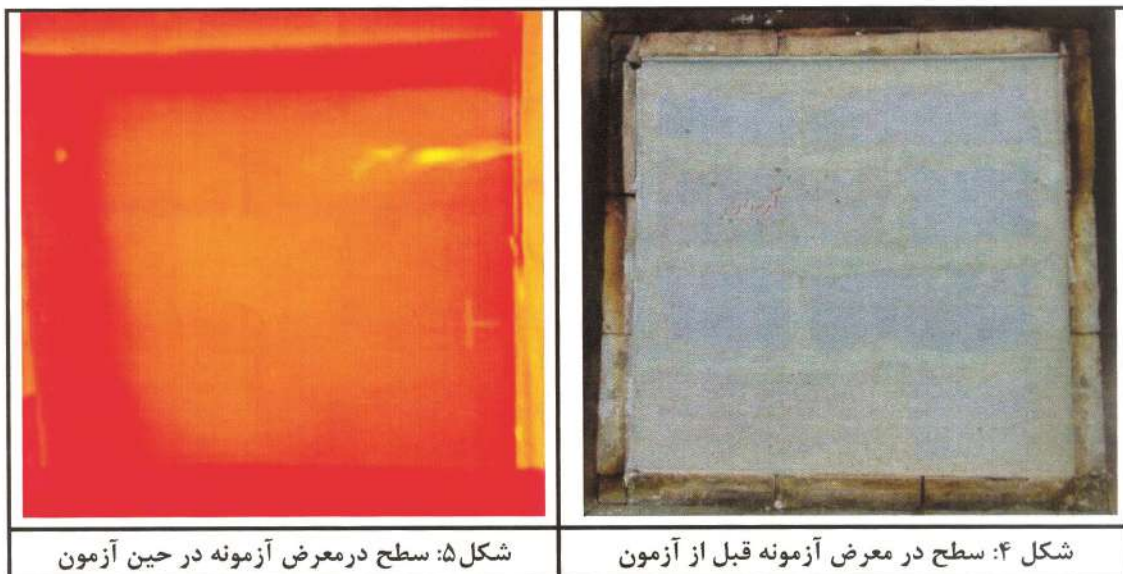 شکل ۴: سطح در معرض آزمونه قبل از آزمون
شکل۵: سطح درمعرض آزمونه در حین آزمون